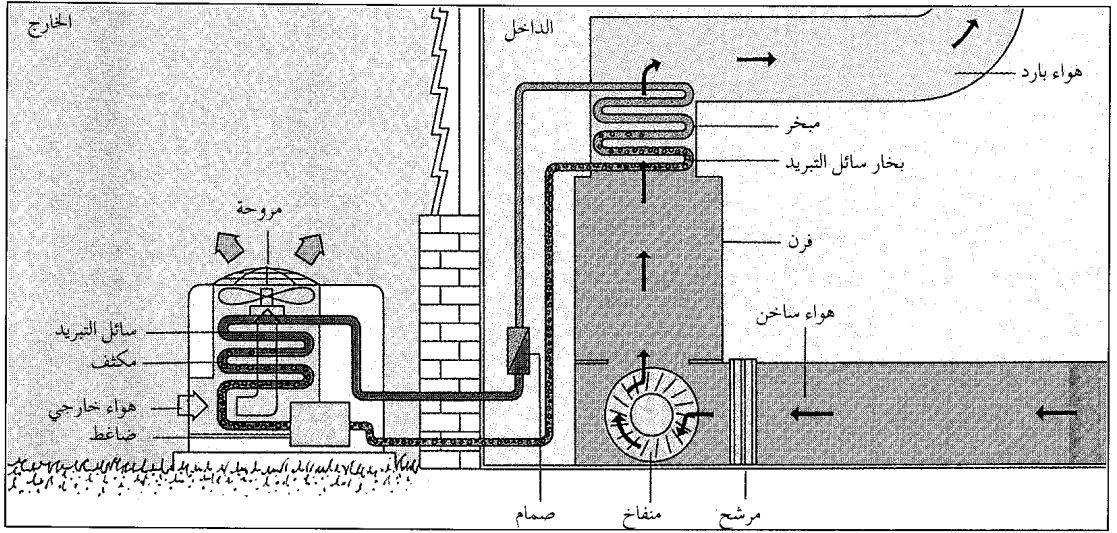 الخارج
الداخل
هواء بارد
مبخر
بخار سائل التبريد
مروحة
فرن
هواء ساخن
سائل التبريد
مكثف
هواء خارجي
ضاغط
صمام
منفاخ
مرشح